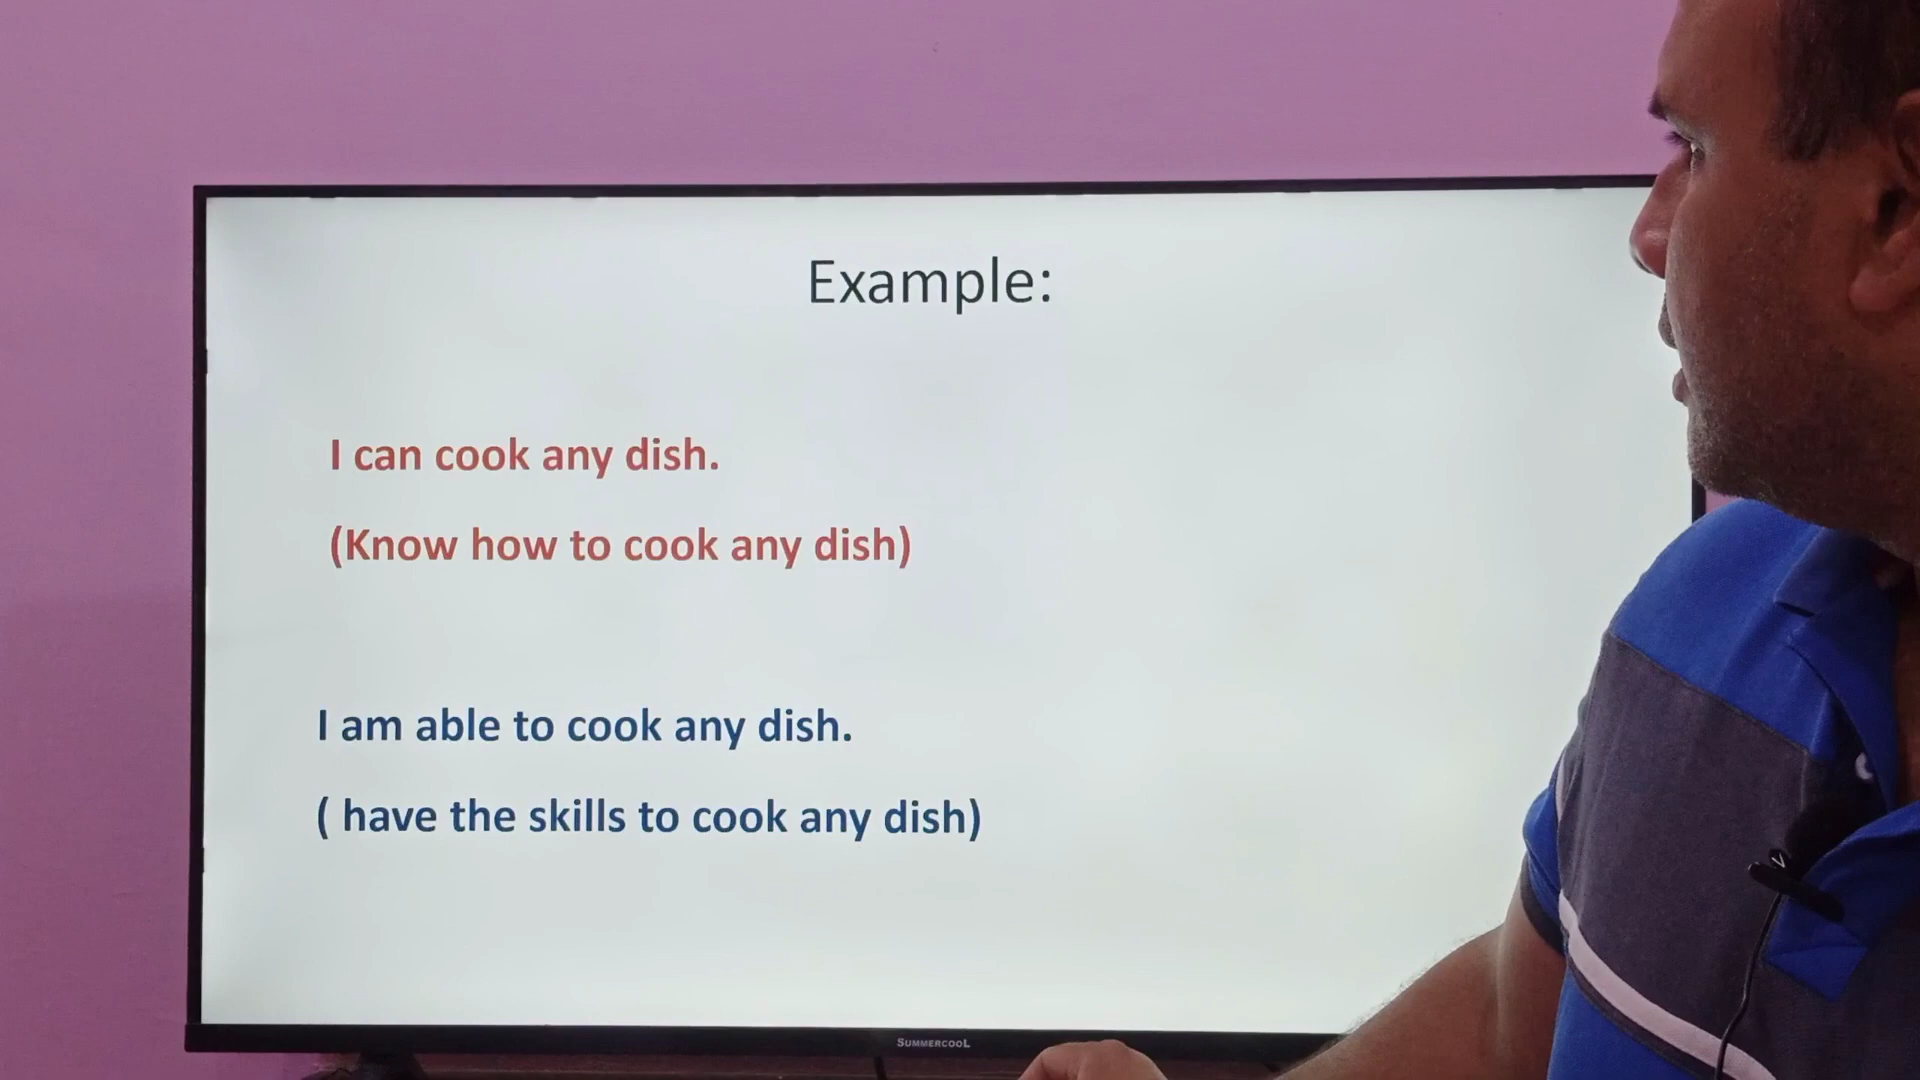 Example:
I can cook any dish.
(Know how to cook any dish)
I am able to cook any dish.
( have the skills to cook any dish)
SUMMERCOOL